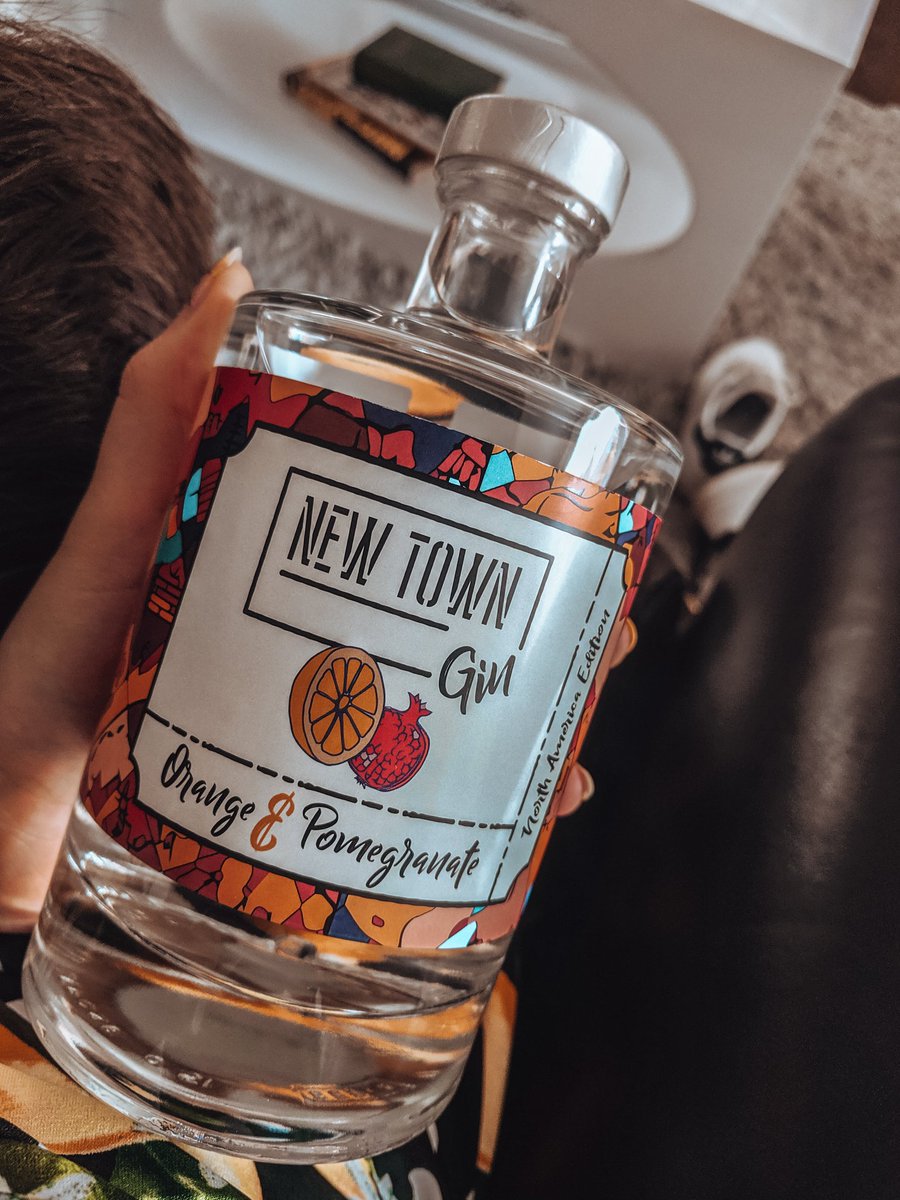 NEW TOWN
Gin
Orange & Pomegranate
North America Edition